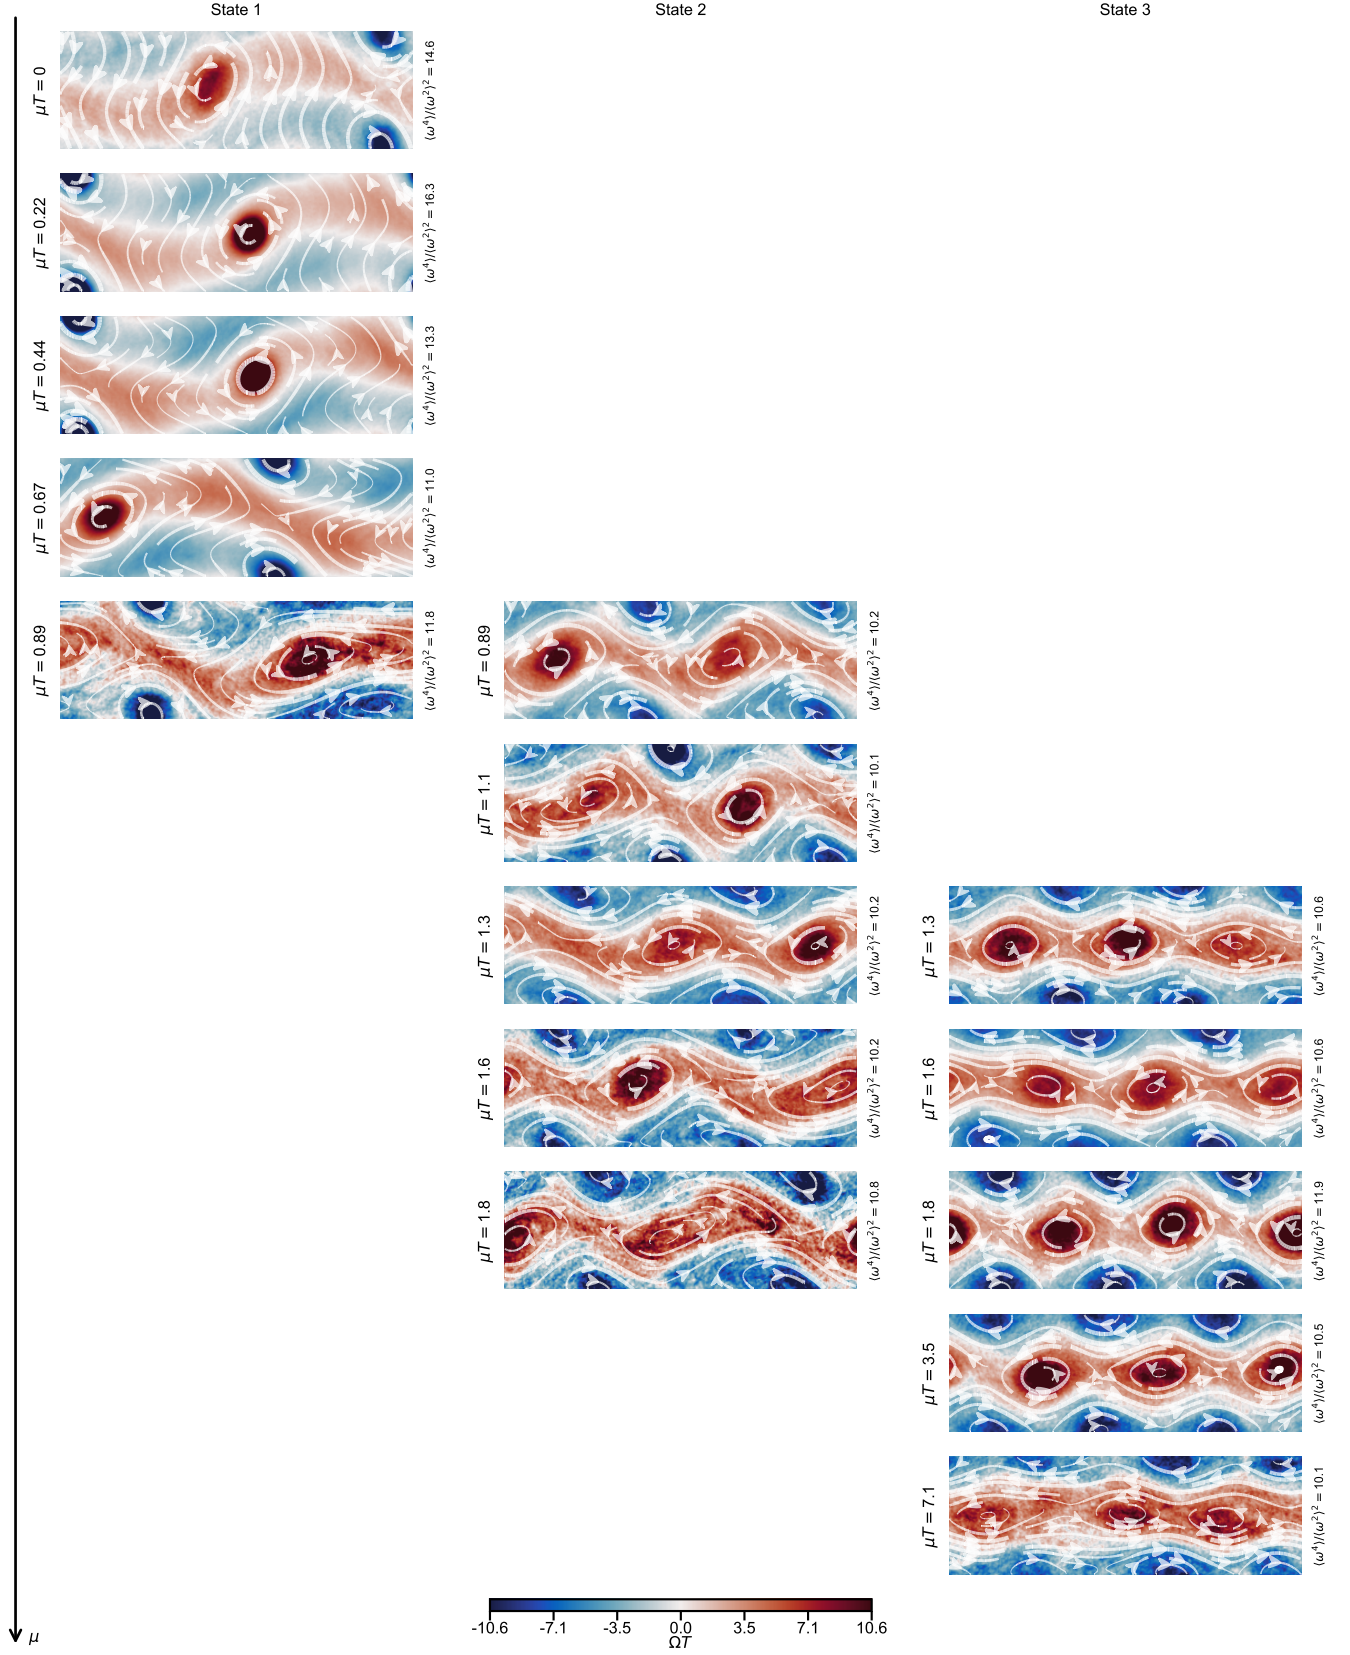 State 1 State 2 State 3
μT = 0 ⟨ω⁴⟩/⟨ω²⟩² = 14.6
μT = 0.22 ⟨ω⁴⟩/⟨ω²⟩² = 16.3
μT = 0.44 ⟨ω⁴⟩/⟨ω²⟩² = 13.3
μT = 0.67 ⟨ω⁴⟩/⟨ω²⟩² = 11.0
μT = 0.89 ⟨ω⁴⟩/⟨ω²⟩² = 11.8 μT = 0.89 ⟨ω⁴⟩/⟨ω²⟩² = 10.2
μT = 1.1 ⟨ω⁴⟩/⟨ω²⟩² = 10.1
μT = 1.3 ⟨ω⁴⟩/⟨ω²⟩² = 10.2 μT = 1.3 ⟨ω⁴⟩/⟨ω²⟩² = 10.6
μT = 1.6 ⟨ω⁴⟩/⟨ω²⟩² = 10.2 μT = 1.6 ⟨ω⁴⟩/⟨ω²⟩² = 10.6
μT = 1.8 ⟨ω⁴⟩/⟨ω²⟩² = 10.8 μT = 1.8 ⟨ω⁴⟩/⟨ω²⟩² = 11.9
μT = 3.5 ⟨ω⁴⟩/⟨ω²⟩² = 10.5
μT = 7.1 ⟨ω⁴⟩/⟨ω²⟩² = 10.1
-10.6 -7.1 -3.5 0.0 3.5 7.1 10.6
ΩT
μ